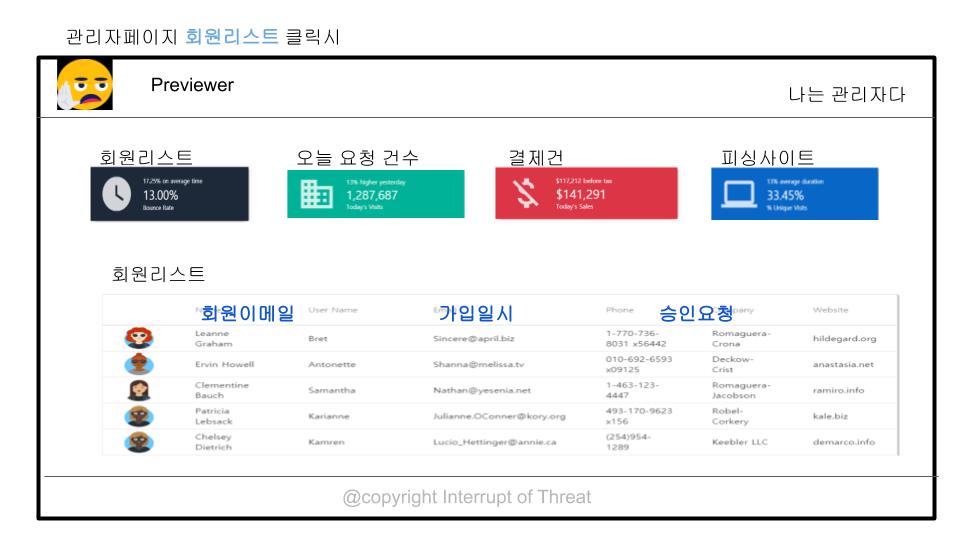 관리자페이지 회원리스트 클릭시
Previewer
나는 관리자다
회원리스트
오늘 요청 건수
결제건
피싱사이트
17.25% on average time
13.00%
Bounce Rate
13% higher yesterday
1,287,687
Today's Visits
$117,212 before tax
$141,291
Today's Sales
13% average duration
33.45%
% Unique Visits
회원리스트
회원이메일 User Name 가입일시 Phone 승인요청 Website
Leanne Graham Bret Sincere@april.biz 1-770-736-8031 x56442 Romaguera-Crona hildegard.org
Ervin Howell Antonette Shanna@melissa.tv 010-692-6593 x09125 Deckow-Crist anastasia.net
Clementine Bauch Samantha Nathan@yesenia.net 1-463-123-4447 Romaguera-Jacobson ramiro.info
Patricia Lebsack Karianne Julianne.OConner@kory.org 493-170-9623 x156 Robel-Corkery kale.biz
Chelsey Dietrich Kamren Lucio_Hettinger@annie.ca (254)954-1289 Keebler LLC demarco.info
@copyright Interrupt of Threat